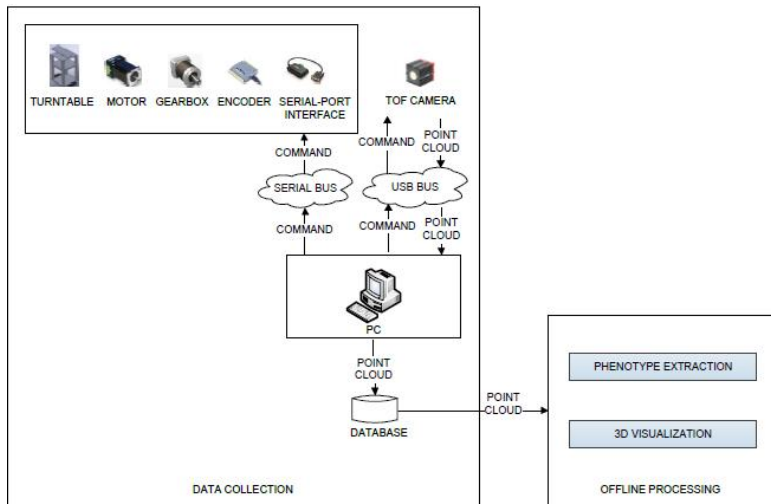 TURNTABLE
MOTOR
GEARBOX
ENCODER
SERIAL-PORT
INTERFACE
TOF CAMERA
COMMAND
COMMAND
POINT
CLOUD
SERIAL BUS
USB BUS
COMMAND
COMMAND
POINT
CLOUD
PC
POINT
CLOUD
DATABASE
POINT
CLOUD
PHENOTYPE EXTRACTION
3D VISUALIZATION
DATA COLLECTION
OFFLINE PROCESSING